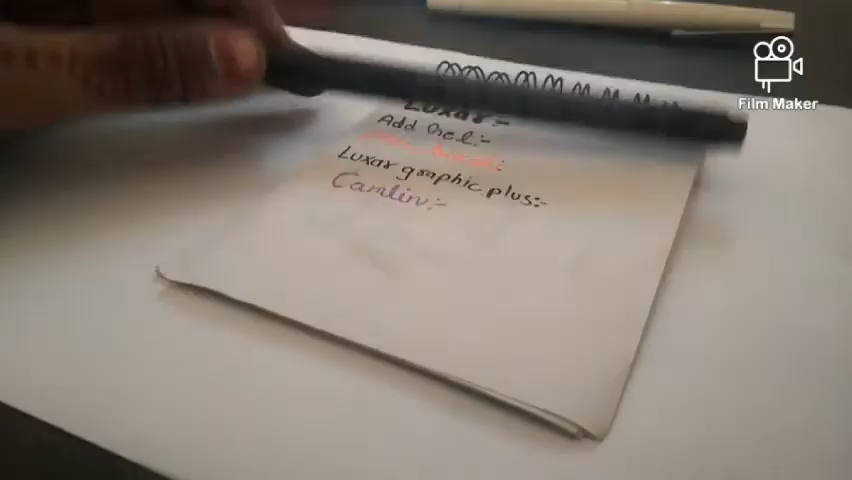 Luxar:-
Add Gel:-
Luxar graphic plus:-
Camlin:-
Film Maker